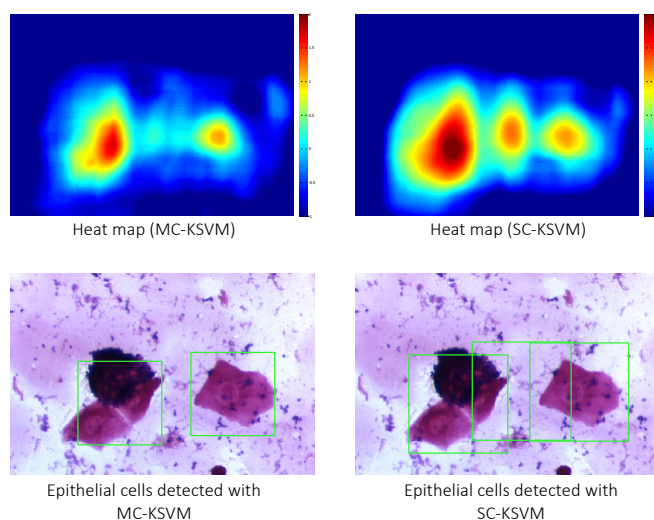 Heat map (MC-KSVM)
Heat map (SC-KSVM)
Epithelial cells detected with
MC-KSVM
Epithelial cells detected with
SC-KSVM